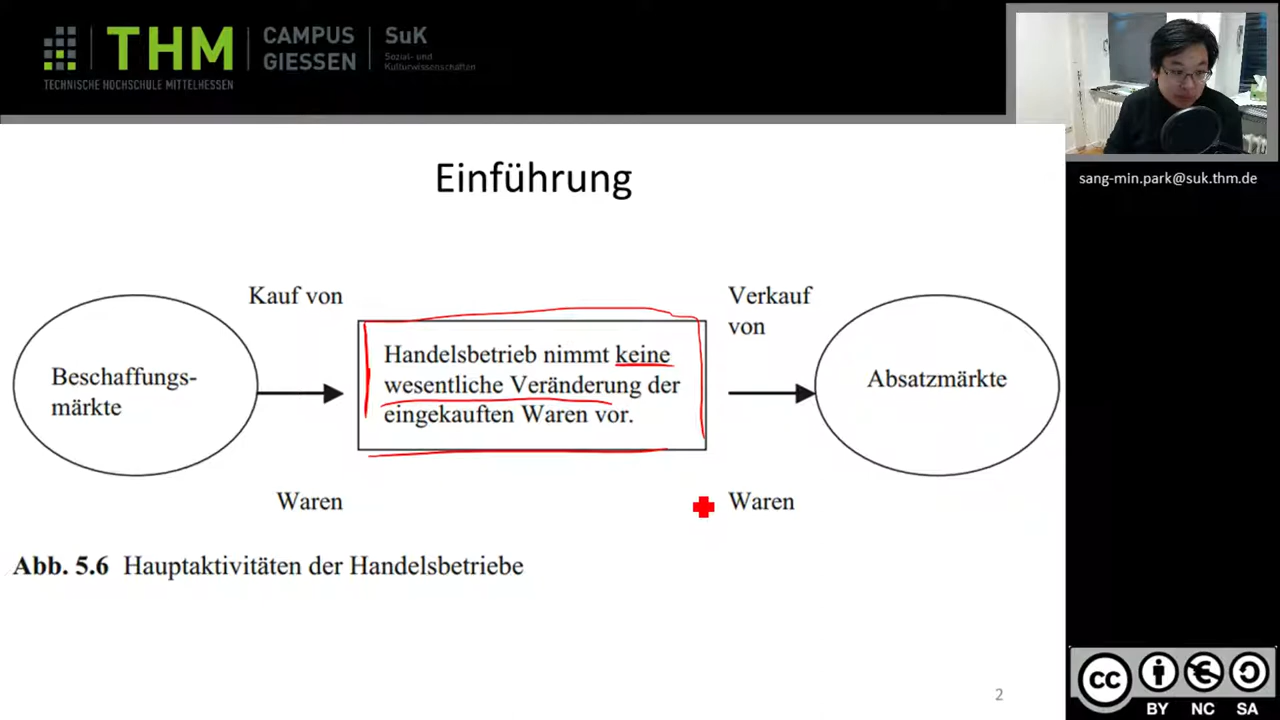 THM
CAMPUS
GIESSEN
SuK
Sozial- und
Kulturwissenschaften
TECHNISCHE HOCHSCHULE MITTELHESSEN
sang-min.park@suk.thm.de
Einführung
Kauf von
Verkauf
von
Beschaffungs-
märkte
Handelsbetrieb nimmt keine
wesentliche Veränderung der
eingekauften Waren vor.
Absatzmärkte
Waren
Waren
Abb. 5.6 Hauptaktivitäten der Handelsbetriebe
2
CC
BY NC SA